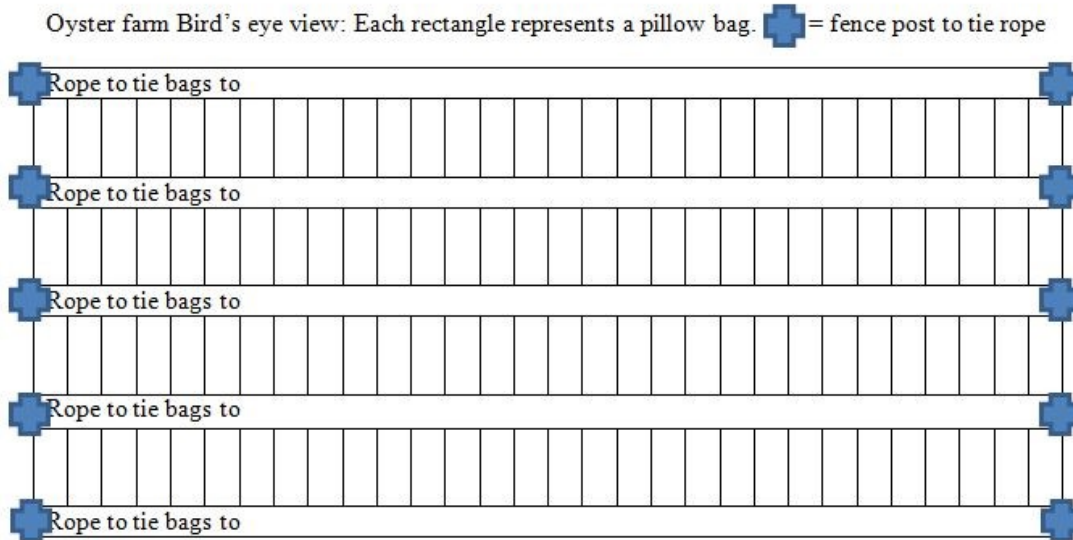 Oyster farm Bird’s eye view: Each rectangle represents a pillow bag. = fence post to tie rope
Rope to tie bags to
Rope to tie bags to
Rope to tie bags to
Rope to tie bags to
Rope to tie bags to